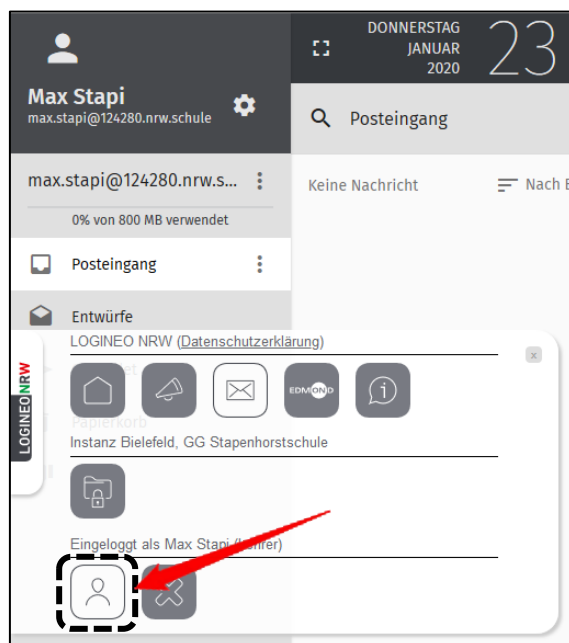 DONNERSTAG
JANUAR
2020
23
Max Stapi
max.stapi@124280.nrw.schule
Posteingang
max.stapi@124280.nrw.s...
0% von 800 MB verwendet
Keine Nachricht
Nach
Posteingang
Entwürfe
LOGINEO NRW (Datenschutzerklärung)
x
LOGINEO NRW
EDMOND
i
Papierkorb
Instanz Bielefeld, GG Stapenhorstschule
Eingeloggt als Max Stapi (Lehrer)